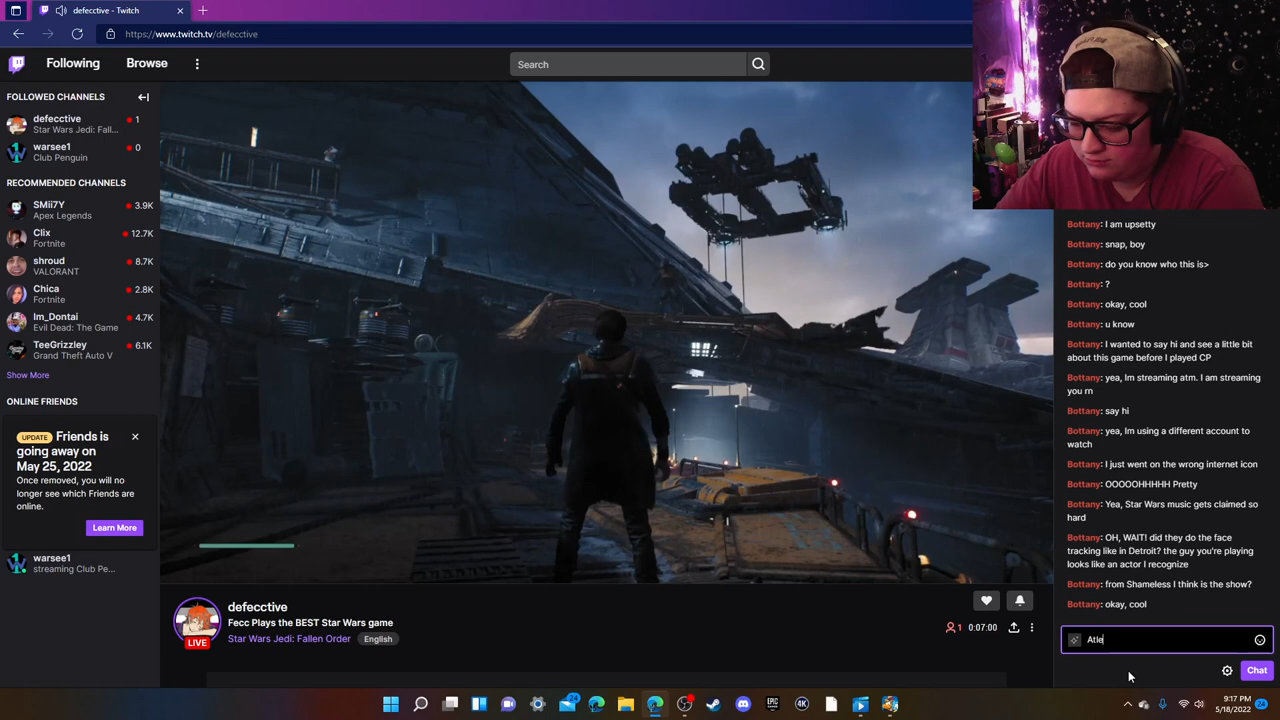 defecctive - Twitch
https://www.twitch.tv/defecctive
Following
Browse
Search
FOLLOWED CHANNELS
defecctive
Star Wars Jedi: Fall...
1
warsee1
Club Penguin
0
RECOMMENDED CHANNELS
SMii7Y
Apex Legends
3.9K
Clix
Fortnite
12.7K
shroud
VALORANT
8.7K
Chica
Fortnite
2.8K
Im_Dontai
Evil Dead: The Game
4.7K
TeeGrizzley
Grand Theft Auto V
6.1K
Show More
ONLINE FRIENDS
UPDATE Friends is
going away on
May 25, 2022
Once removed, you will no
longer see which Friends are
online.
Learn More
warsee1
streaming Club Pe...
LIVE
defecctive
Fecc Plays the BEST Star Wars game
Star Wars Jedi: Fallen Order English
1
0:07:00
Bottany: I am upsetty
Bottany: snap, boy
Bottany: do you know who this is>
Bottany: ?
Bottany: okay, cool
Bottany: u know
Bottany: I wanted to say hi and see a little bit
about this game before I played CP
Bottany: yea, Im streaming atm. I am streaming
you rn
Bottany: say hi
Bottany: yea, Im using a different account to
watch
Bottany: I just went on the wrong internet icon
Bottany: OOOOOHHHHH Pretty
Bottany: Yea, Star Wars music gets claimed so
hard
Bottany: OH, WAIT! did they do the face
tracking like in Detroit? the guy you're playing
looks like an actor I recognize
Bottany: from Shameless I think is the show?
Bottany: okay, cool
Atle
Chat
24
4K
9:17 PM
5/18/2022
24